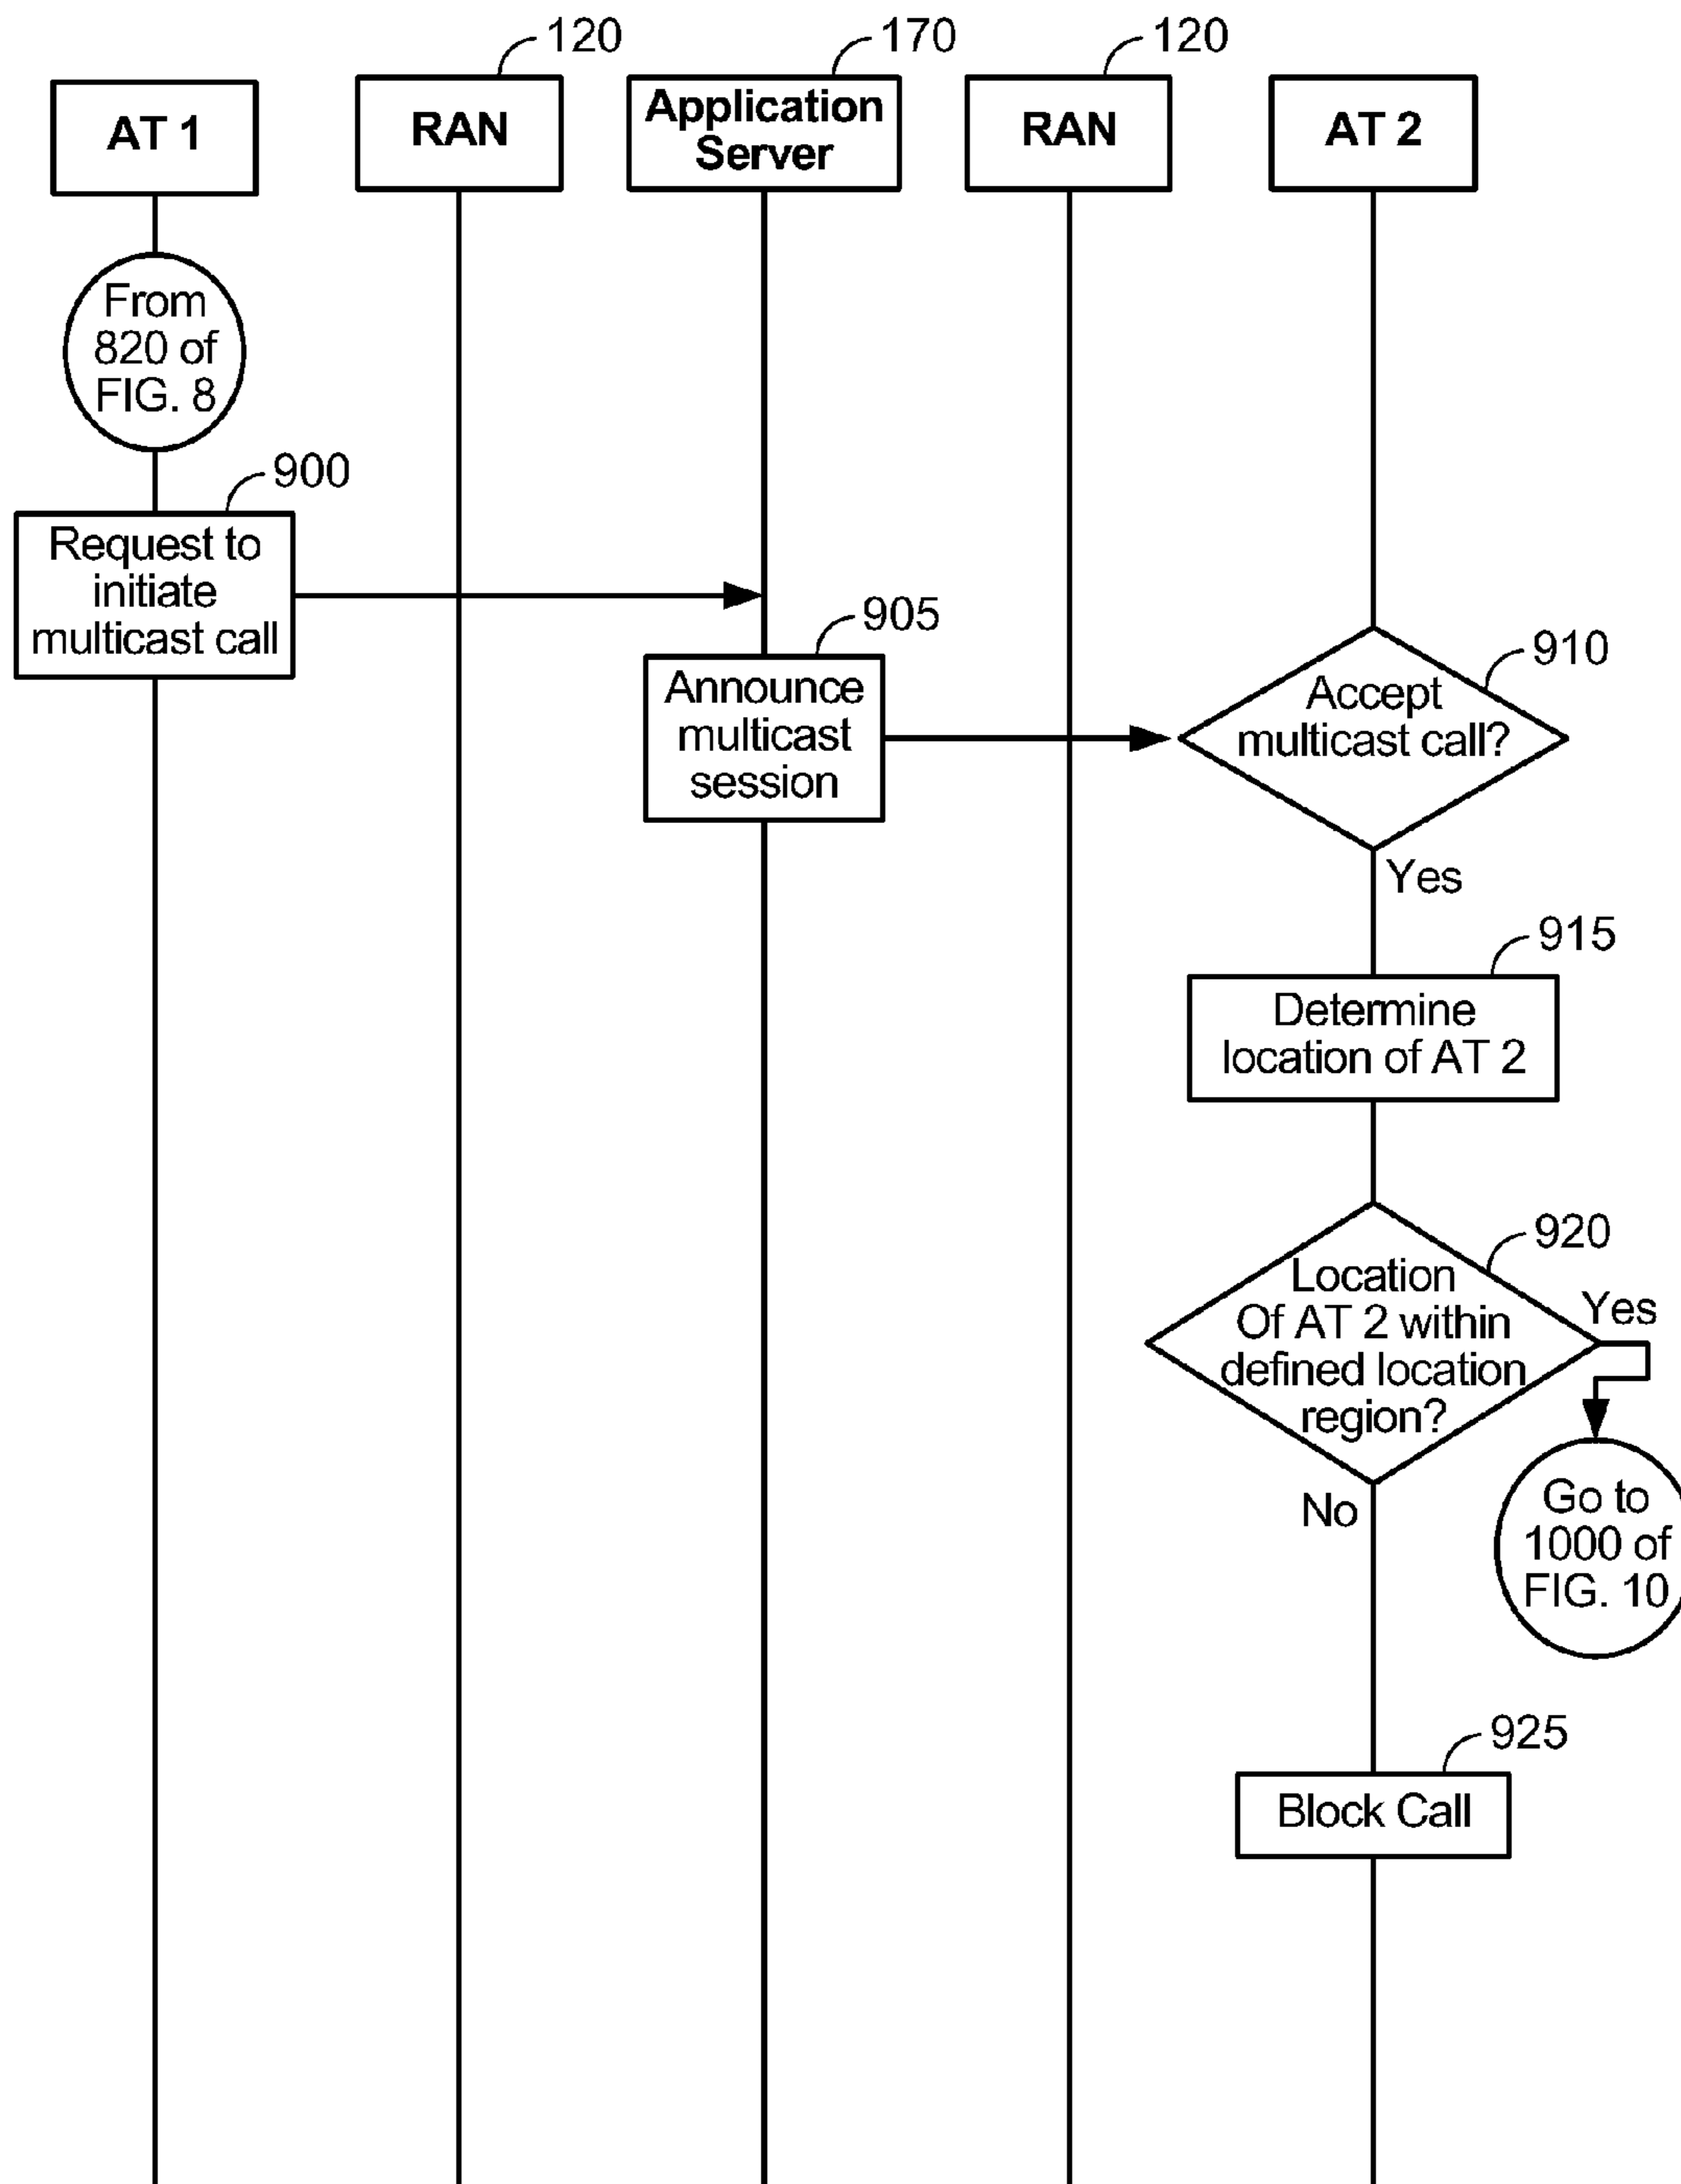 120
170
120
AT 1
RAN
Application
Server
RAN
AT 2
From
820 of
FIG. 8
900
Request to
initiate
multicast call
905
Announce
multicast
session
910
Accept
multicast call?
Yes
915
Determine
location of AT 2
920
Location
Of AT 2 within
defined location
region?
Yes
No
Go to
1000 of
FIG. 10
925
Block Call